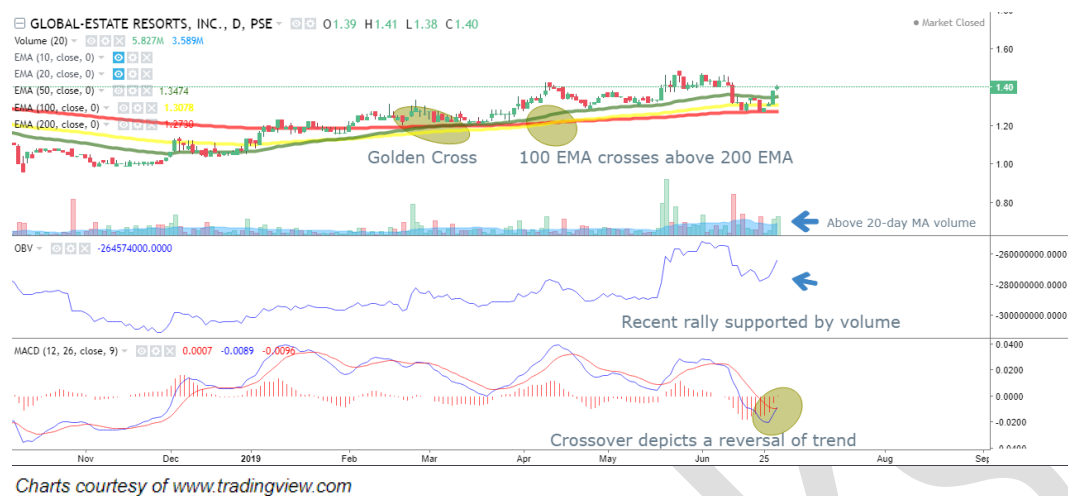 GLOBAL-ESTATE RESORTS, INC., D, PSE O1.39 H1.41 L1.38 C1.40
Market Closed
Volume (20) 5.827M 3.589M
EMA (10, close, 0)
EMA (20, close, 0)
EMA (50, close, 0) 1.3474
EMA (100, close, 0) 1.3078
EMA (200, close, 0) 1.2730
1.60
1.40
1.20
1.00
0.80
Golden Cross
100 EMA crosses above 200 EMA
Above 20-day MA volume
OBV -264574000.0000
-260000000.0000
-280000000.0000
-300000000.0000
Recent rally supported by volume
MACD (12, 26, close, 9) 0.0007 -0.0089 -0.0096
0.0400
0.0000
-0.0200
Crossover depicts a reversal of trend
Nov Dec 2019 Feb Mar Apr May Jun 25 Aug
Charts courtesy of www.tradingview.com